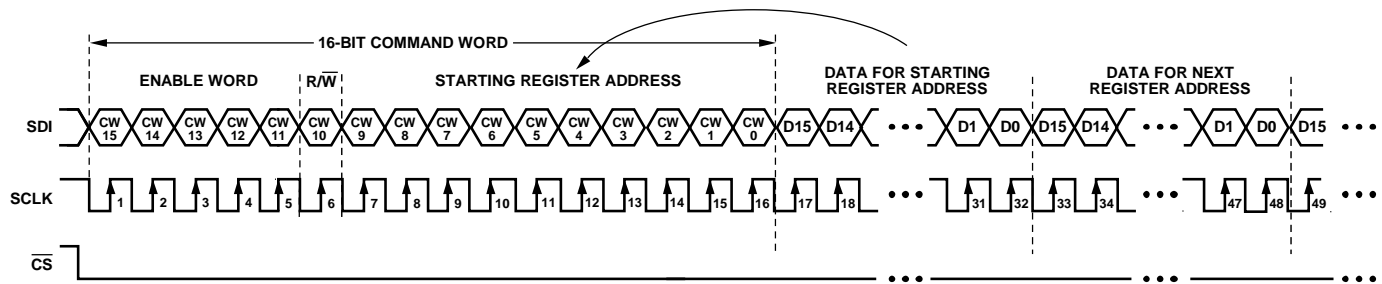 16-BIT COMMAND WORD
ENABLE WORD R/W̅ STARTING REGISTER ADDRESS DATA FOR STARTING REGISTER ADDRESS DATA FOR NEXT REGISTER ADDRESS
SDI CW 15 CW 14 CW 13 CW 12 CW 11 CW 10 CW 9 CW 8 CW 7 CW 6 CW 5 CW 4 CW 3 CW 2 CW 1 CW 0 D15 D14 ••• D1 D0 D15 D14 ••• D1 D0 D15 •••
SCLK 1 2 3 4 5 6 7 8 9 10 11 12 13 14 15 16 17 18 ••• 31 32 33 34 ••• 47 48 49 •••
C̅S̅ ••• ••• •••